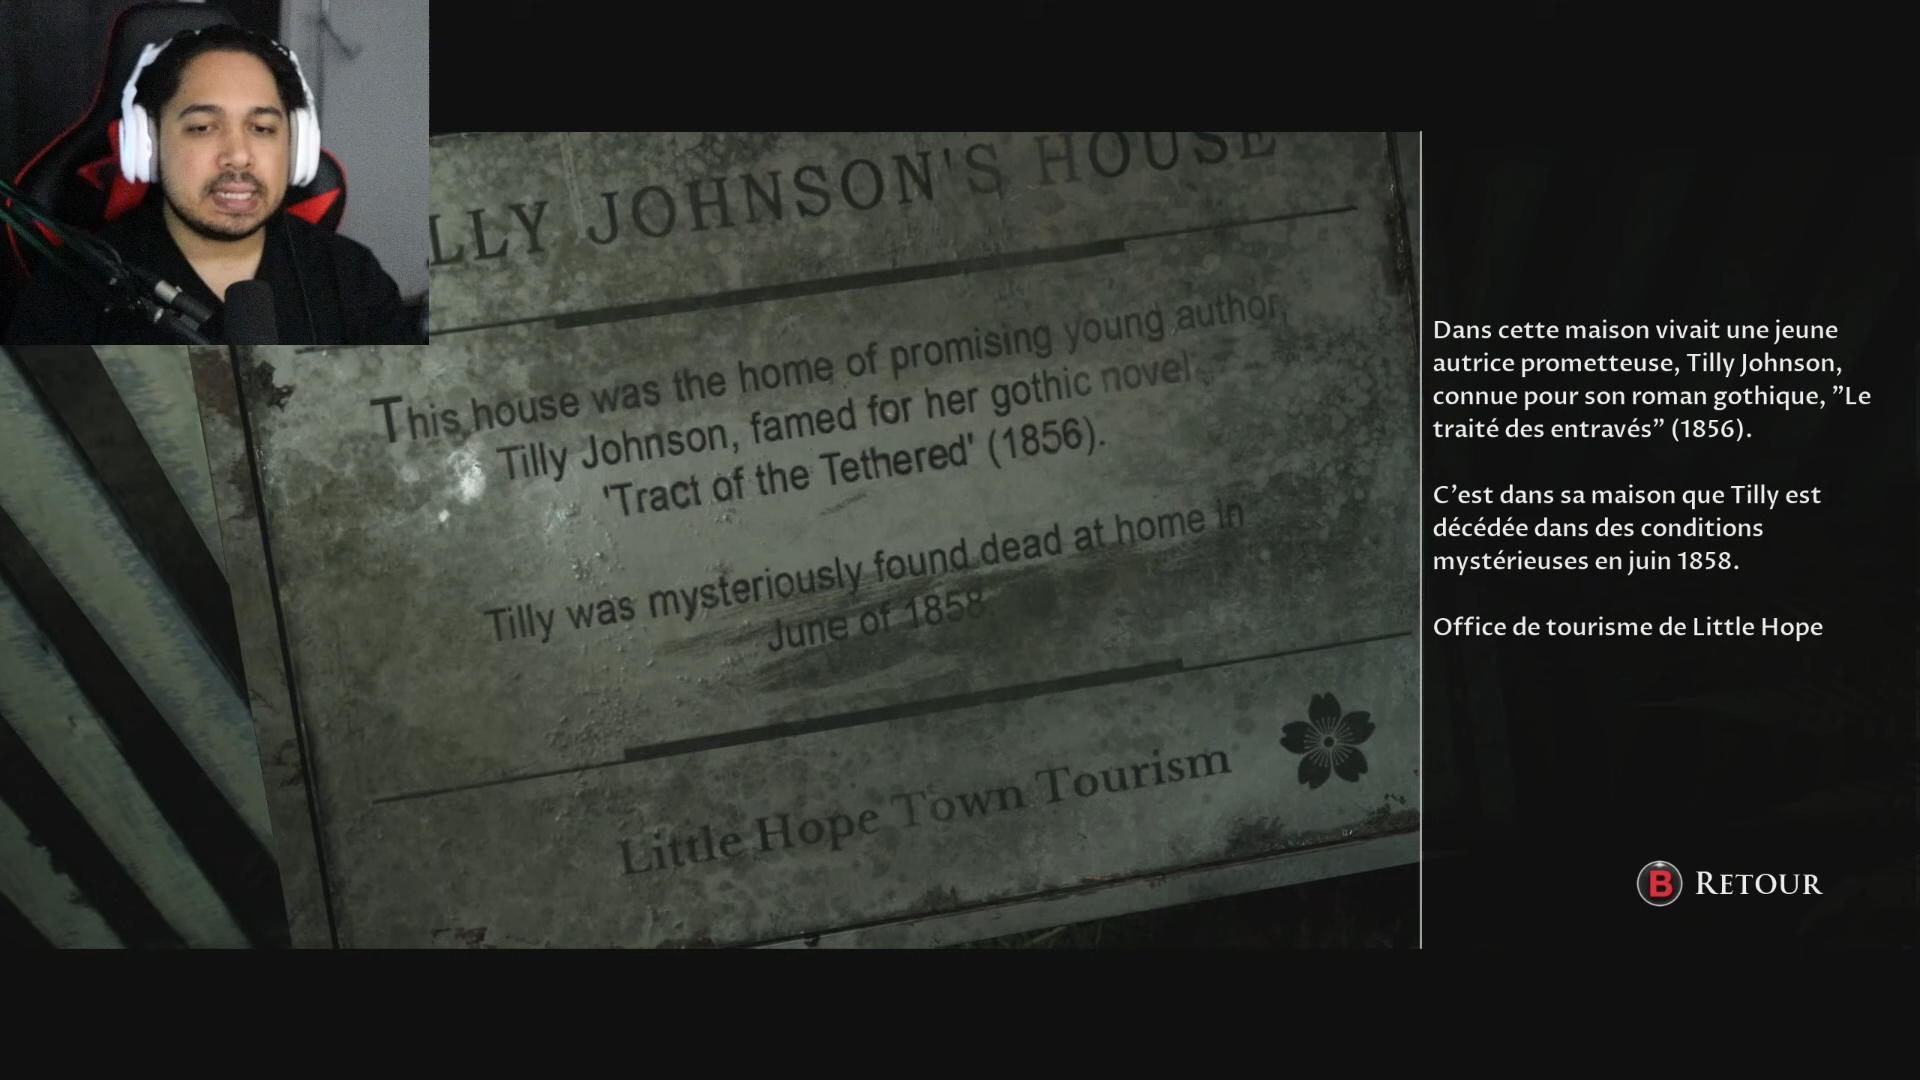 LLY JOHNSON'S HOUSE
This house was the home of promising young author,
Tilly Johnson, famed for her gothic novel,
'Tract of the Tethered' (1856).
Tilly was mysteriously found dead at home in
June of 1858.
Little Hope Town Tourism
Dans cette maison vivait une jeune
autrice prometteuse, Tilly Johnson,
connue pour son roman gothique, ”Le
traité des entravés” (1856).
C’est dans sa maison que Tilly est
décédée dans des conditions
mystérieuses en juin 1858.
Office de tourisme de Little Hope
B RETOUR